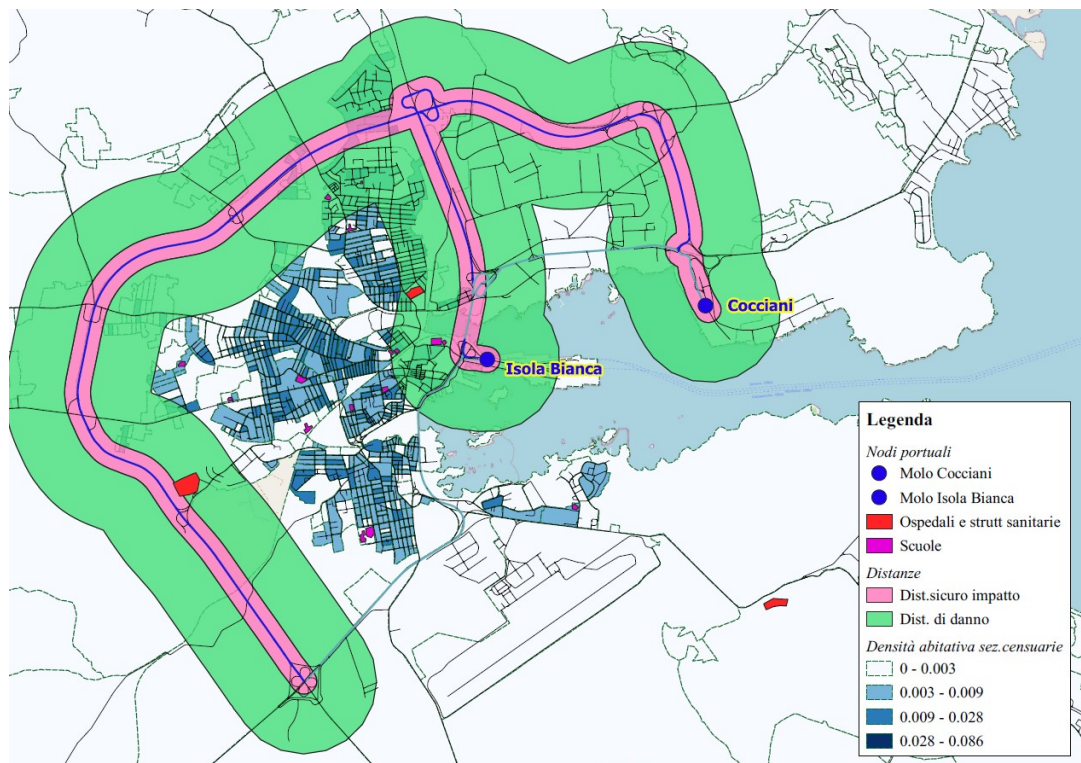 Cocciani
Isola Bianca
Legenda
Nodi portuali
Molo Cocciani
Molo Isola Bianca
Ospedali e strutt sanitarie
Scuole
Distanze
Dist.sicuro impatto
Dist. di danno
Densità abitativa sez.censuarie
0 - 0.003
0.003 - 0.009
0.009 - 0.028
0.028 - 0.086